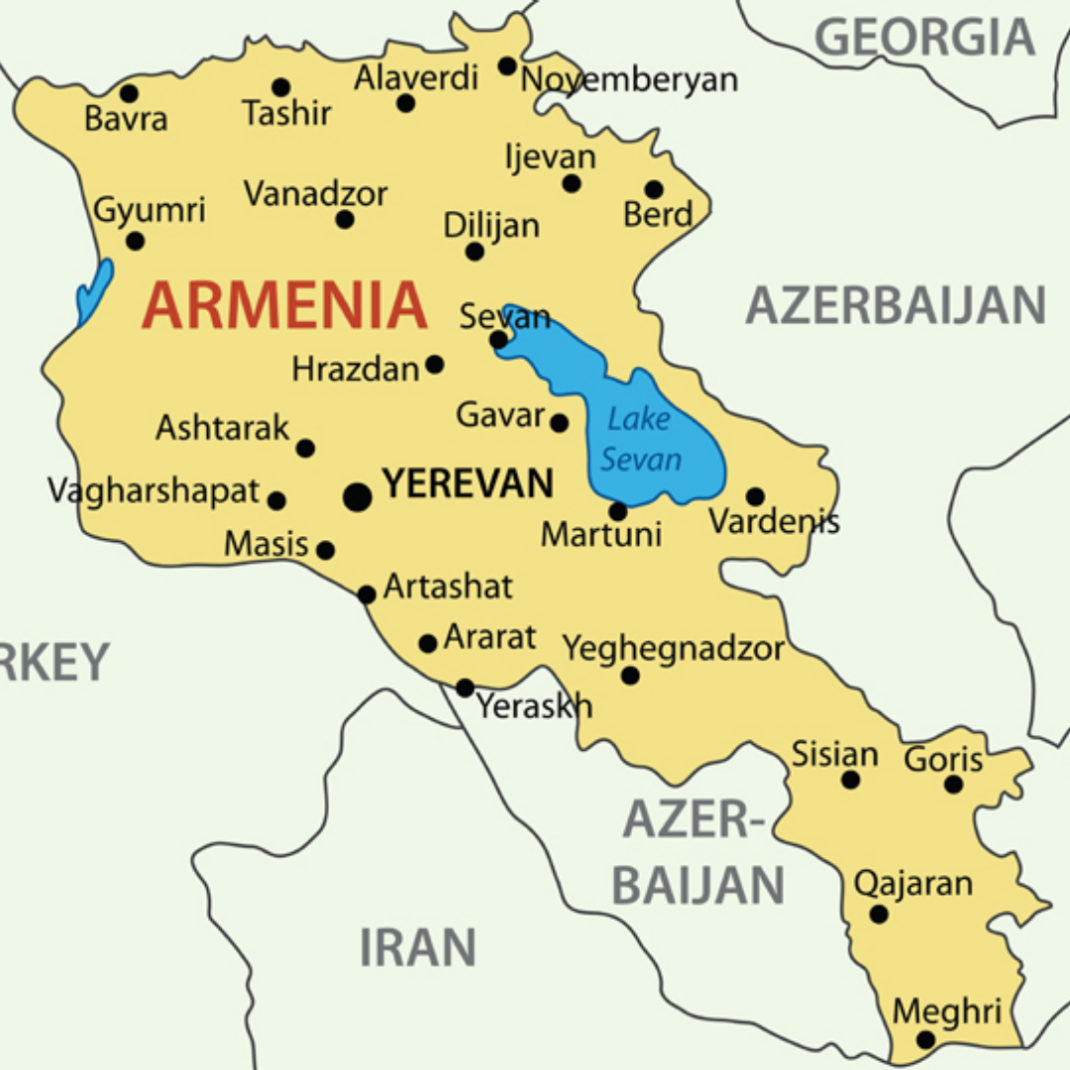 GEORGIA
Alaverdi
Noyemberyan
Bavra
Tashir
Ijevan
Vanadzor
Gyumri
Dilijan
Berd
ARMENIA
AZERBAIJAN
Sevan
Hrazdan
Gavar
Lake
Sevan
Ashtarak
YEREVAN
Vagharshapat
Martuni
Vardenis
Masis
Artashat
Ararat
Yeghegnadzor
RKEY
Yeraskh
Sisian
Goris
AZER-
BAIJAN
Qajaran
IRAN
Meghri